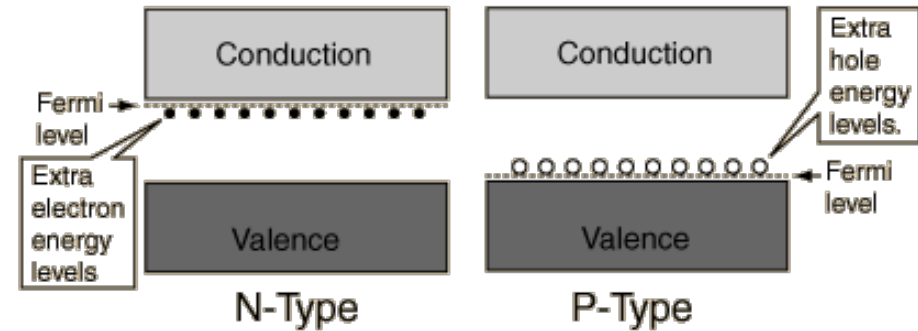 Conduction
Fermi
level
Extra
electron
energy
levels
Valence
N-Type
Conduction
Extra
hole
energy
levels.
Fermi
level
Valence
P-Type